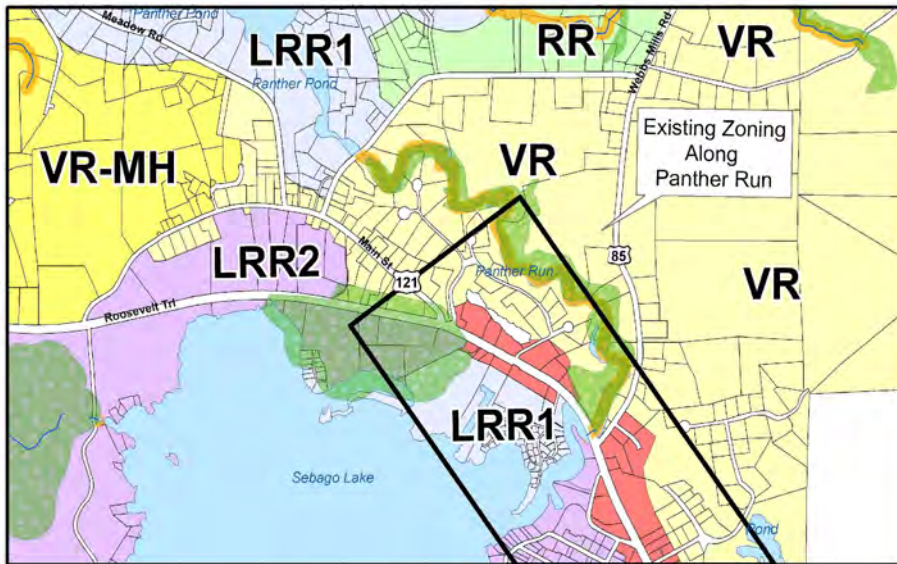 Panther Pond
Meadow Rd
LRR1
Panther Pond
RR
Webbs Mills Rd
VR
Existing Zoning
Along
Panther Run
VR-MH
VR
LRR2
Main St
121
Panther Run
85
VR
Roosevelt Trl
LRR1
Sebago Lake
Pond